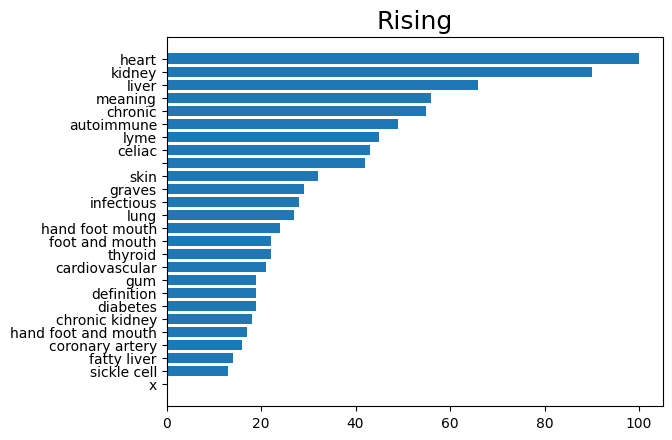 Rising
heart
kidney
liver
meaning
chronic
autoimmune
lyme
celiac
skin
graves
infectious
lung
hand foot mouth
foot and mouth
thyroid
cardiovascular
gum
definition
diabetes
chronic kidney
hand foot and mouth
coronary artery
fatty liver
sickle cell
x
0 20 40 60 80 100